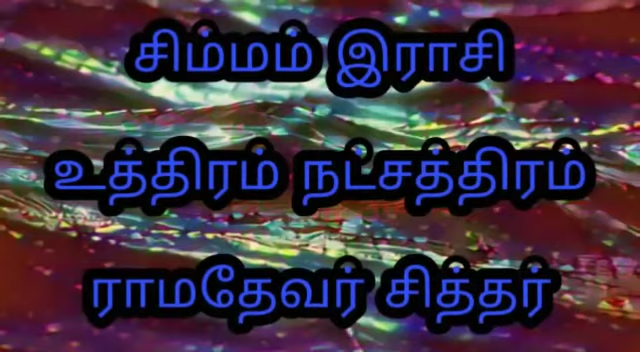 சிம்மம் இராசி
உத்திரம் நட்சத்திரம்
ராமதேவர் சித்தர்